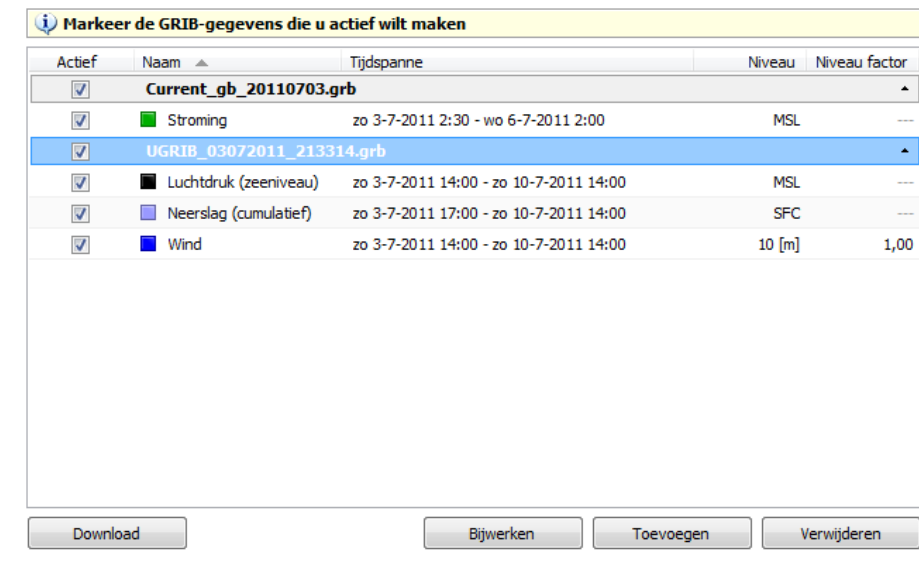 Markeer de GRIB-gegevens die u actief wilt maken
Actief Naam Tijdspanne Niveau Niveau factor
Current_gb_20110703.grb
Stroming zo 3-7-2011 2:30 - wo 6-7-2011 2:00 MSL ---
UGRIB_03072011_213314.grb
Luchtdruk (zeeniveau) zo 3-7-2011 14:00 - zo 10-7-2011 14:00 MSL ---
Neerslag (cumulatief) zo 3-7-2011 17:00 - zo 10-7-2011 14:00 SFC ---
Wind zo 3-7-2011 14:00 - zo 10-7-2011 14:00 10 [m] 1,00
Download Bijwerken Toevoegen Verwijderen